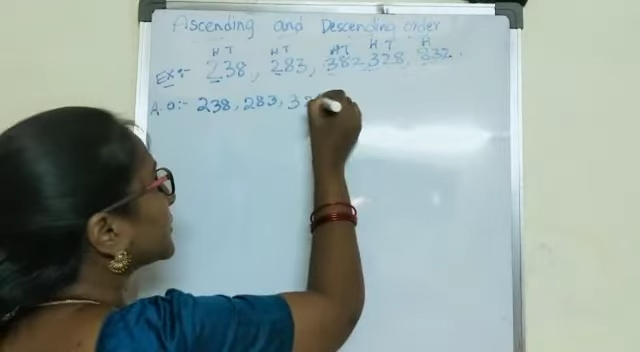 Ascending and Descending order
H T H T H T H T H
Ex:- 238, 283, 382, 328, 832.
A.O:- 238, 283, 3